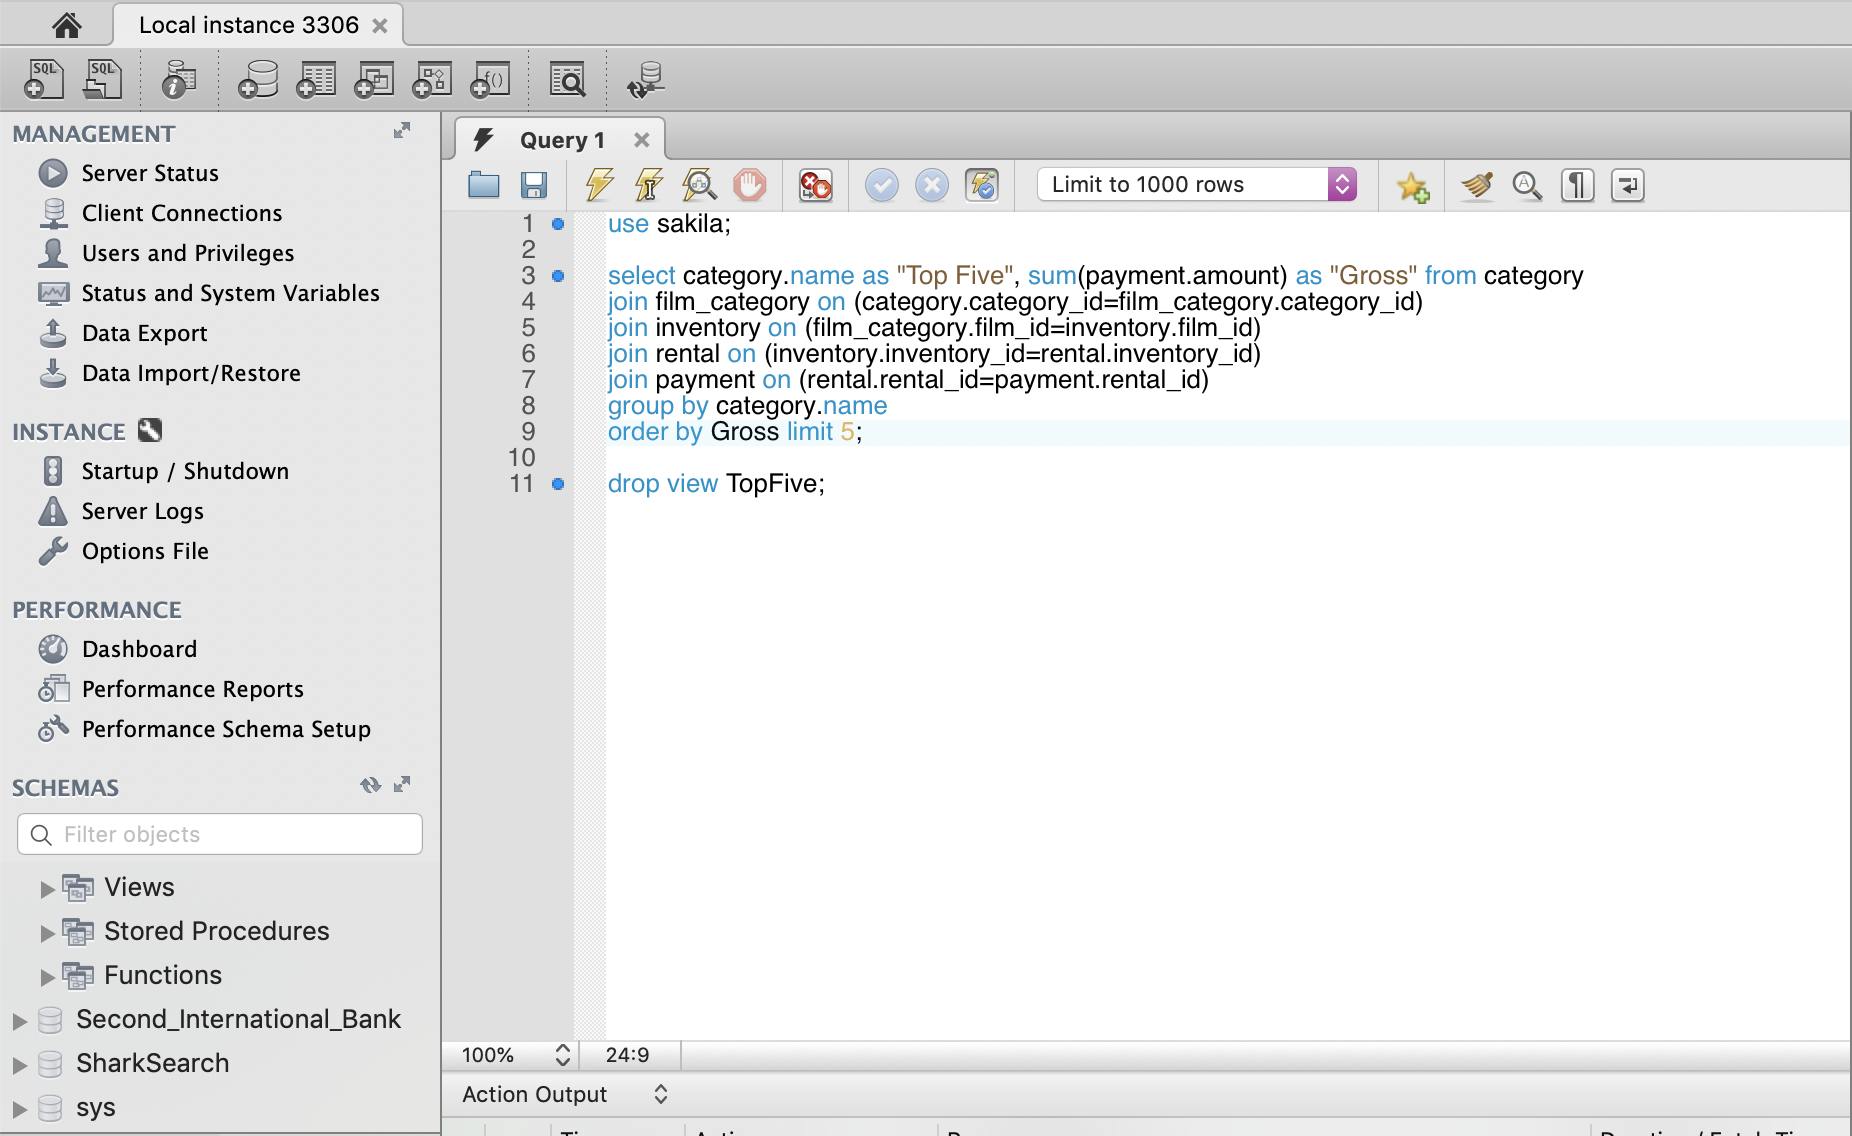 Local instance 3306
SQL
SQL
MANAGEMENT
Server Status
Client Connections
Users and Privileges
Status and System Variables
Data Export
Data Import/Restore
INSTANCE
Startup / Shutdown
Server Logs
Options File
PERFORMANCE
Dashboard
Performance Reports
Performance Schema Setup
SCHEMAS
Filter objects
Views
Stored Procedures
Functions
Second_International_Bank
SharkSearch
sys
Query 1
Limit to 1000 rows
1 use sakila;
2
3 select category.name as "Top Five", sum(payment.amount) as "Gross" from category
4 join film_category on (category.category_id=film_category.category_id)
5 join inventory on (film_category.film_id=inventory.film_id)
6 join rental on (inventory.inventory_id=rental.inventory_id)
7 join payment on (rental.rental_id=payment.rental_id)
8 group by category.name
9 order by Gross limit 5;
10
11 drop view TopFive;
100% 24:9
Action Output